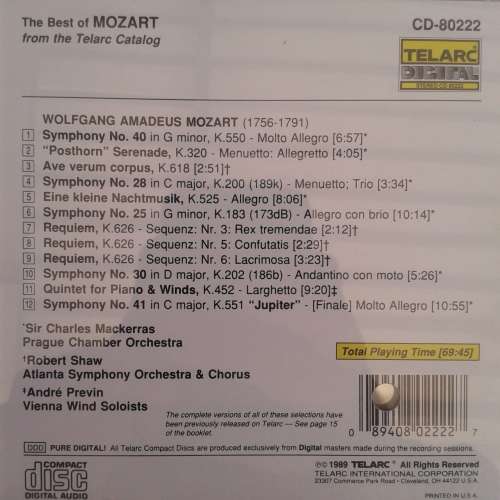 The Best of MOZART
from the Telarc Catalog
CD-80222
TELARC
DIGITAL
STEREO CD 80222
WOLFGANG AMADEUS MOZART (1756-1791)
1 Symphony No. 40 in G minor, K.550 - Molto Allegro [6:57]*
2 "Posthorn" Serenade, K.320 - Menuetto: Allegretto [4:05]*
3 Ave verum corpus, K.618 [2:51]†
4 Symphony No. 28 in C major, K.200 (189k) - Menuetto; Trio [3:34]*
5 Eine kleine Nachtmusik, K.525 - Allegro [8:06]*
6 Symphony No. 25 in G minor, K.183 (173dB) - Allegro con brio [10:14]*
7 Requiem, K.626 - Sequenz: Nr. 3: Rex tremendae [2:12]†
8 Requiem, K.626 - Sequenz: Nr. 5: Confutatis [2:29]†
9 Requiem, K.626 - Sequenz: Nr. 6: Lacrimosa [3:23]†
10 Symphony No. 30 in D major, K.202 (186b) - Andantino con moto [5:26]*
11 Quintet for Piano & Winds, K.452 - Larghetto [9:20]‡
12 Symphony No. 41 in C major, K.551 "Jupiter" - [Finale] Molto Allegro [10:55]*
*Sir Charles Mackerras
Prague Chamber Orchestra
†Robert Shaw
Atlanta Symphony Orchestra & Chorus
‡André Previn
Vienna Wind Soloists
Total Playing Time [69:45]
The complete versions of all of these selections have
been previously released on Telarc — See page 15
of the booklet.
0 89408 02222 7
DDD PURE DIGITAL! All Telarc Compact Discs are produced exclusively from Digital masters made during the recording sessions.
COMPACT
disc
DIGITAL AUDIO
℗© 1989 TELARC
TELARC INTERNATIONAL CORPORATION
23307 Commerce Park Road, Cleveland, OH 44122 U.S.A.
PRINTED IN U.S.A.